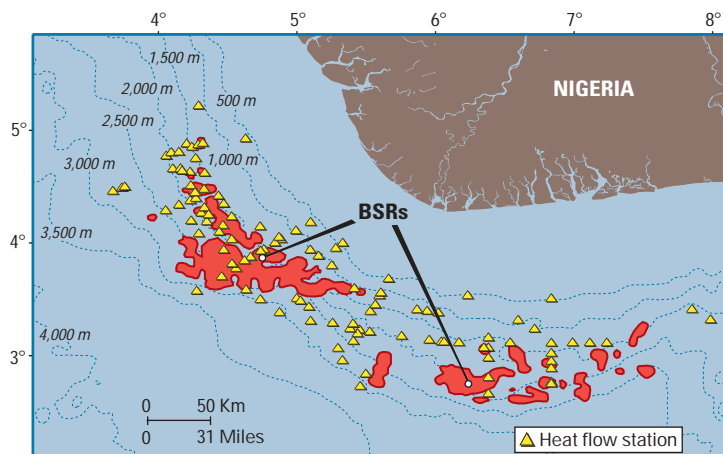 4° 5° 6° 7° 8°
1,500 m
2,000 m
2,500 m
500 m
NIGERIA
5°
3,000 m
1,000 m
BSRs
3,500 m
4°
4,000 m
3°
0 50 Km
0 31 Miles
Heat flow station